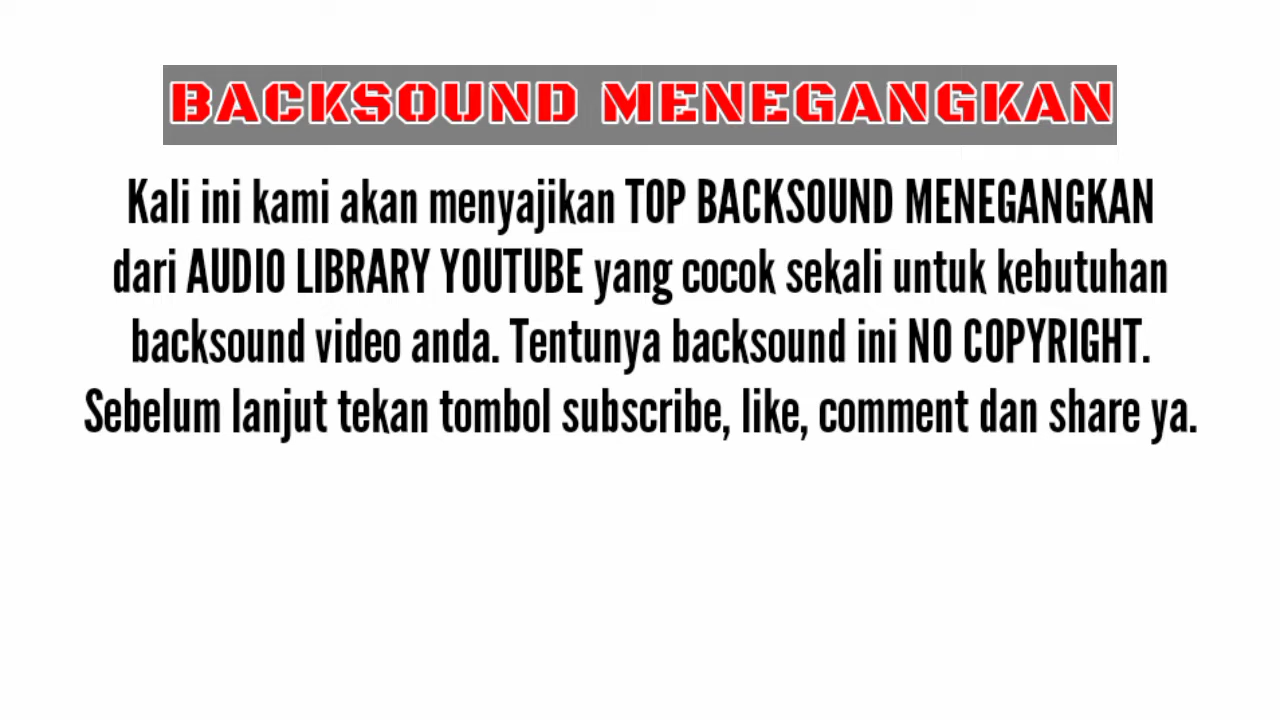 BACKSOUND MENEGANGKAN
Kali ini kami akan menyajikan TOP BACKSOUND MENEGANGKAN
dari AUDIO LIBRARY YOUTUBE yang cocok sekali untuk kebutuhan
backsound video anda. Tentunya backsound ini NO COPYRIGHT.
Sebelum lanjut tekan tombol subscribe, like, comment dan share ya.